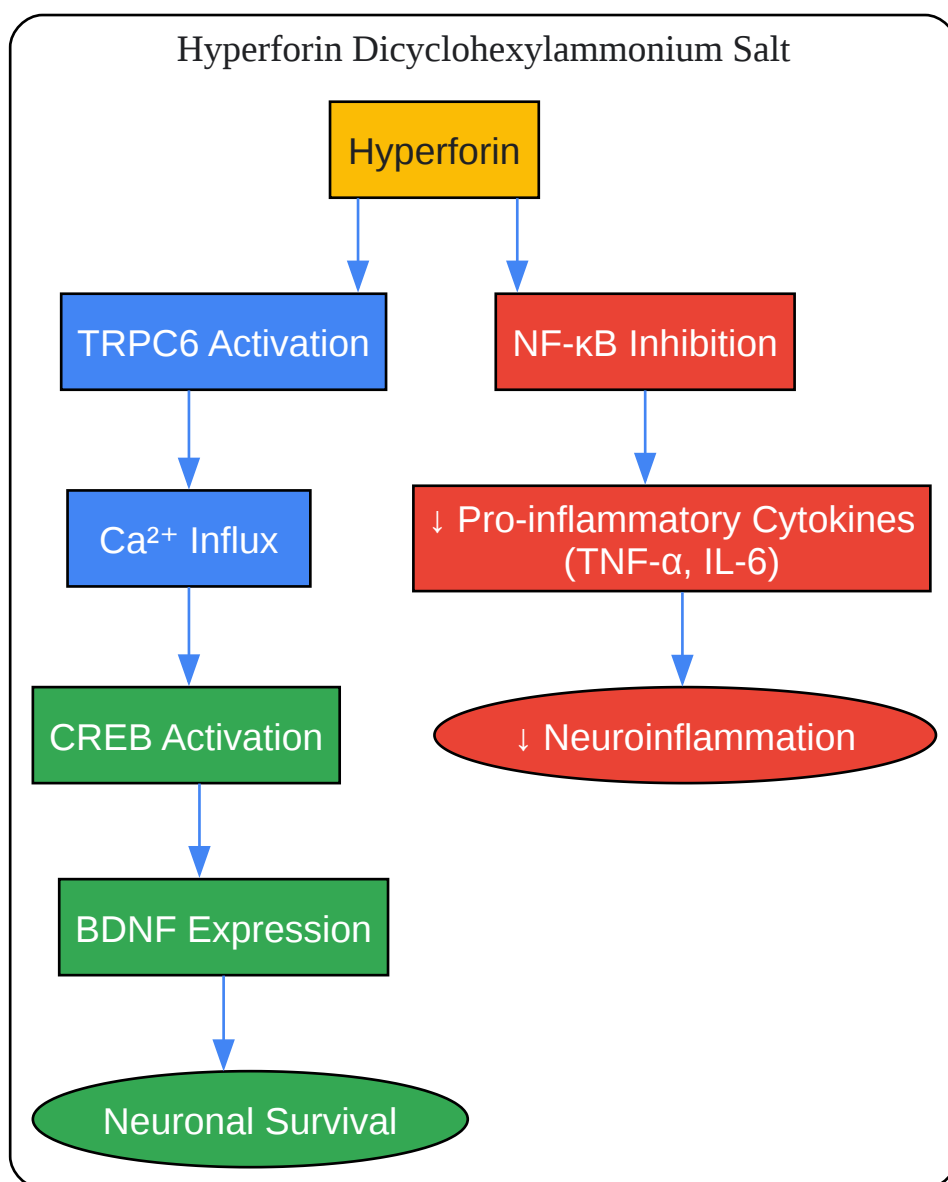 Hyperforin Dicyclohexylammonium Salt
Hyperforin
TRPC6 Activation
NF-κB Inhibition
Ca²⁺ Influx
↓ Pro-inflammatory Cytokines
(TNF-α, IL-6)
CREB Activation
↓ Neuroinflammation
BDNF Expression
Neuronal Survival